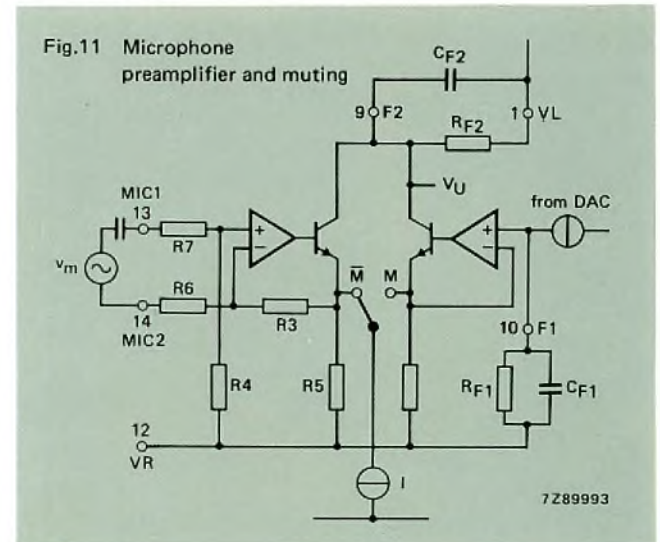 Fig.11 Microphone
preamplifier and muting
CF2
9 F2
1 VL
RF2
VU
from DAC
MIC1
13
R7
+
−
+
−
vm
M̅
M
R6
R3
14
MIC2
10 F1
R4
R5
RF1
CF1
12
VR
I
7Z89993